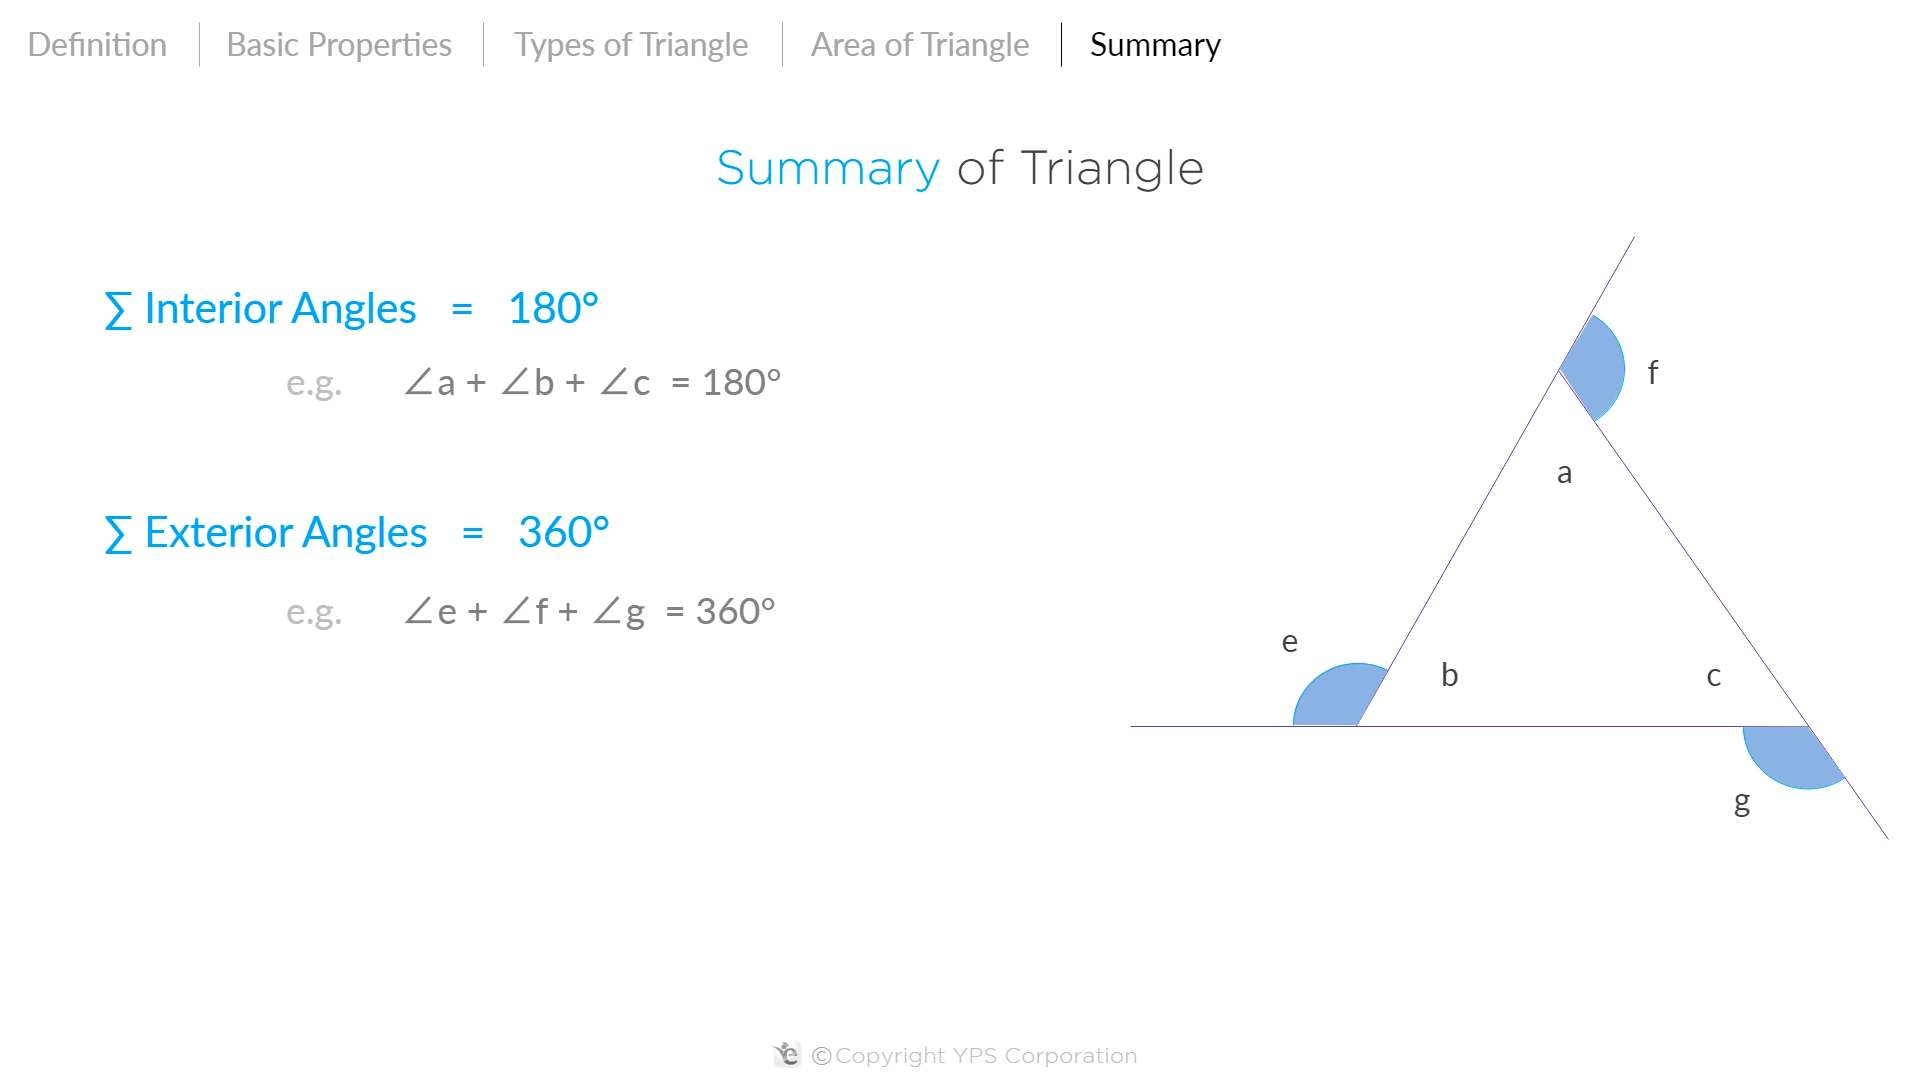 Definition Basic Properties Types of Triangle Area of Triangle Summary
Summary of Triangle
∑ Interior Angles = 180°
e.g. ∠a + ∠b + ∠c = 180°
∑ Exterior Angles = 360°
e.g. ∠e + ∠f + ∠g = 360°
f
a
e
b
c
g
©Copyright YPS Corporation